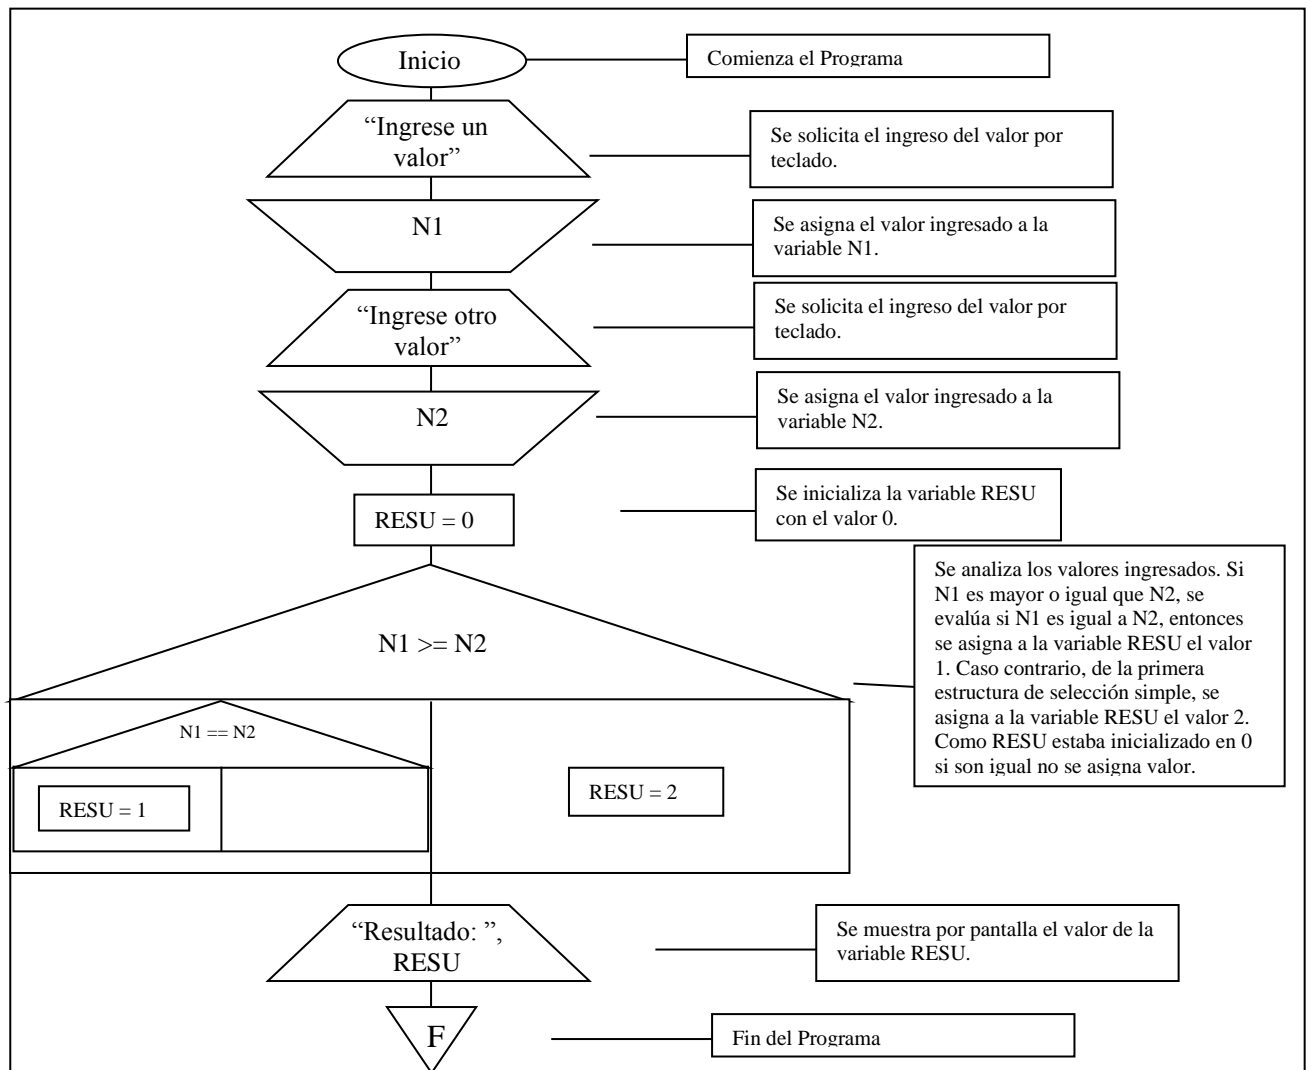 Inicio
Comienza el Programa
“Ingrese un
valor”
Se solicita el ingreso del valor por
teclado.
N1
Se asigna el valor ingresado a la
variable N1.
“Ingrese otro
valor”
Se solicita el ingreso del valor por
teclado.
N2
Se asigna el valor ingresado a la
variable N2.
RESU = 0
Se inicializa la variable RESU
con el valor 0.
N1 >= N2
Se analiza los valores ingresados. Si
N1 es mayor o igual que N2, se
evalúa si N1 es igual a N2, entonces
se asigna a la variable RESU el valor
1. Caso contrario, de la primera
estructura de selección simple, se
asigna a la variable RESU el valor 2.
Como RESU estaba inicializado en 0
si son igual no se asigna valor.
N1 == N2
RESU = 1
RESU = 2
“Resultado: ”,
RESU
Se muestra por pantalla el valor de la
variable RESU.
F
Fin del Programa